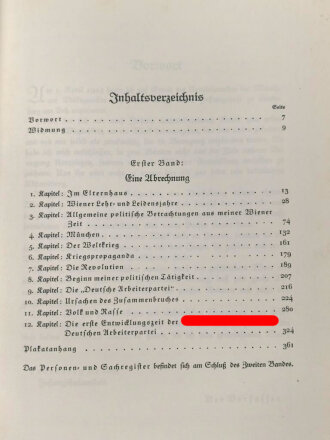 Inhaltsverzeichnis
Seite
Vorwort 7
Widmung 9
Erster Band:
Eine Abrechnung
1. Kapitel: Im Elternhaus 13
2. Kapitel: Wiener Lehr- und Leidensjahre 28
3. Kapitel: Allgemeine politische Betrachtungen aus meiner Wiener
Zeit 74
4. Kapitel: München 132
5. Kapitel: Der Weltkrieg 161
6. Kapitel: Kriegspropaganda 179
7. Kapitel: Die Revolution 189
8. Kapitel: Beginn meiner politischen Tätigkeit 207
9. Kapitel: Die „Deutsche Arbeiterpartei“ 216
10. Kapitel: Ursachen des Zusammenbruches 224
11. Kapitel: Volk und Rasse 280
12. Kapitel: Die erste Entwicklungszeit der
Deutschen Arbeiterpartei 324
Plakatanhang 361
Das Personen- und Sachregister befindet sich am Schluß des Zweiten Bandes.